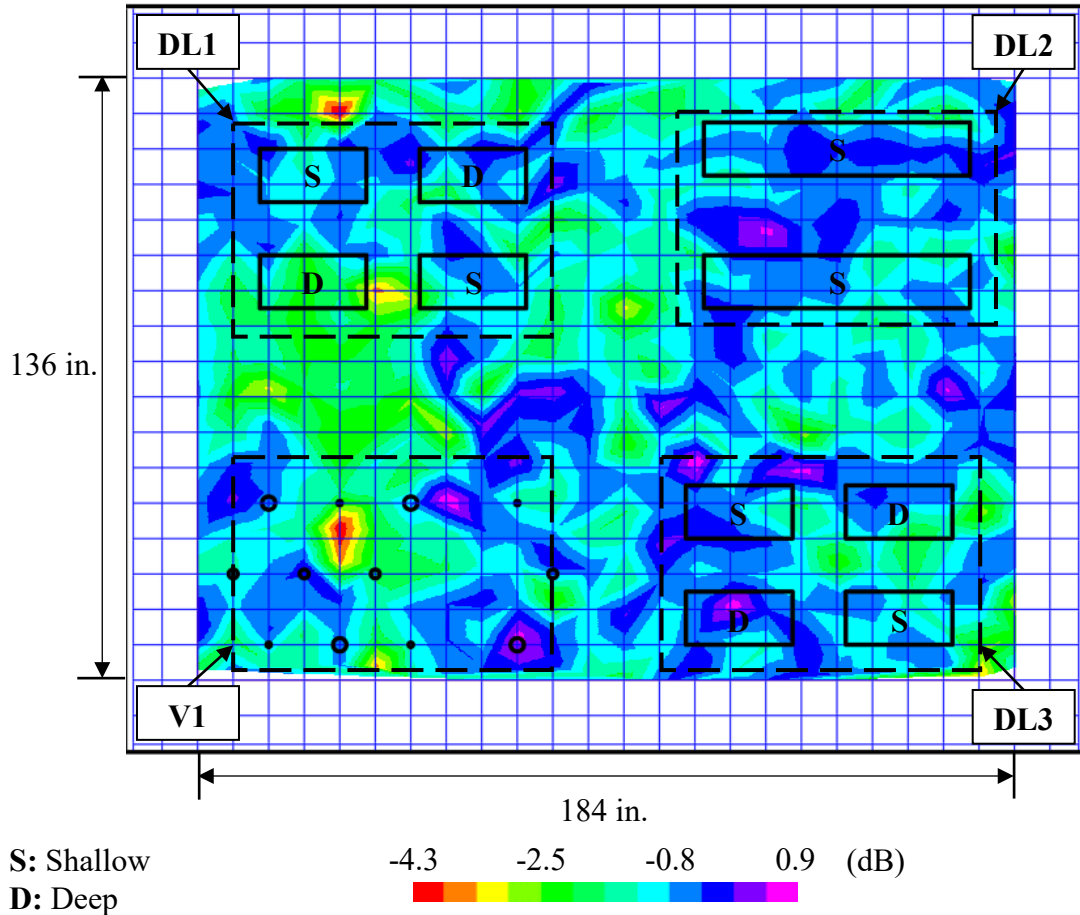 DL1 DL2
S D S
D S S
136 in.
S D
D S
V1 DL3
184 in.
S: Shallow -4.3 -2.5 -0.8 0.9 (dB)
D: Deep